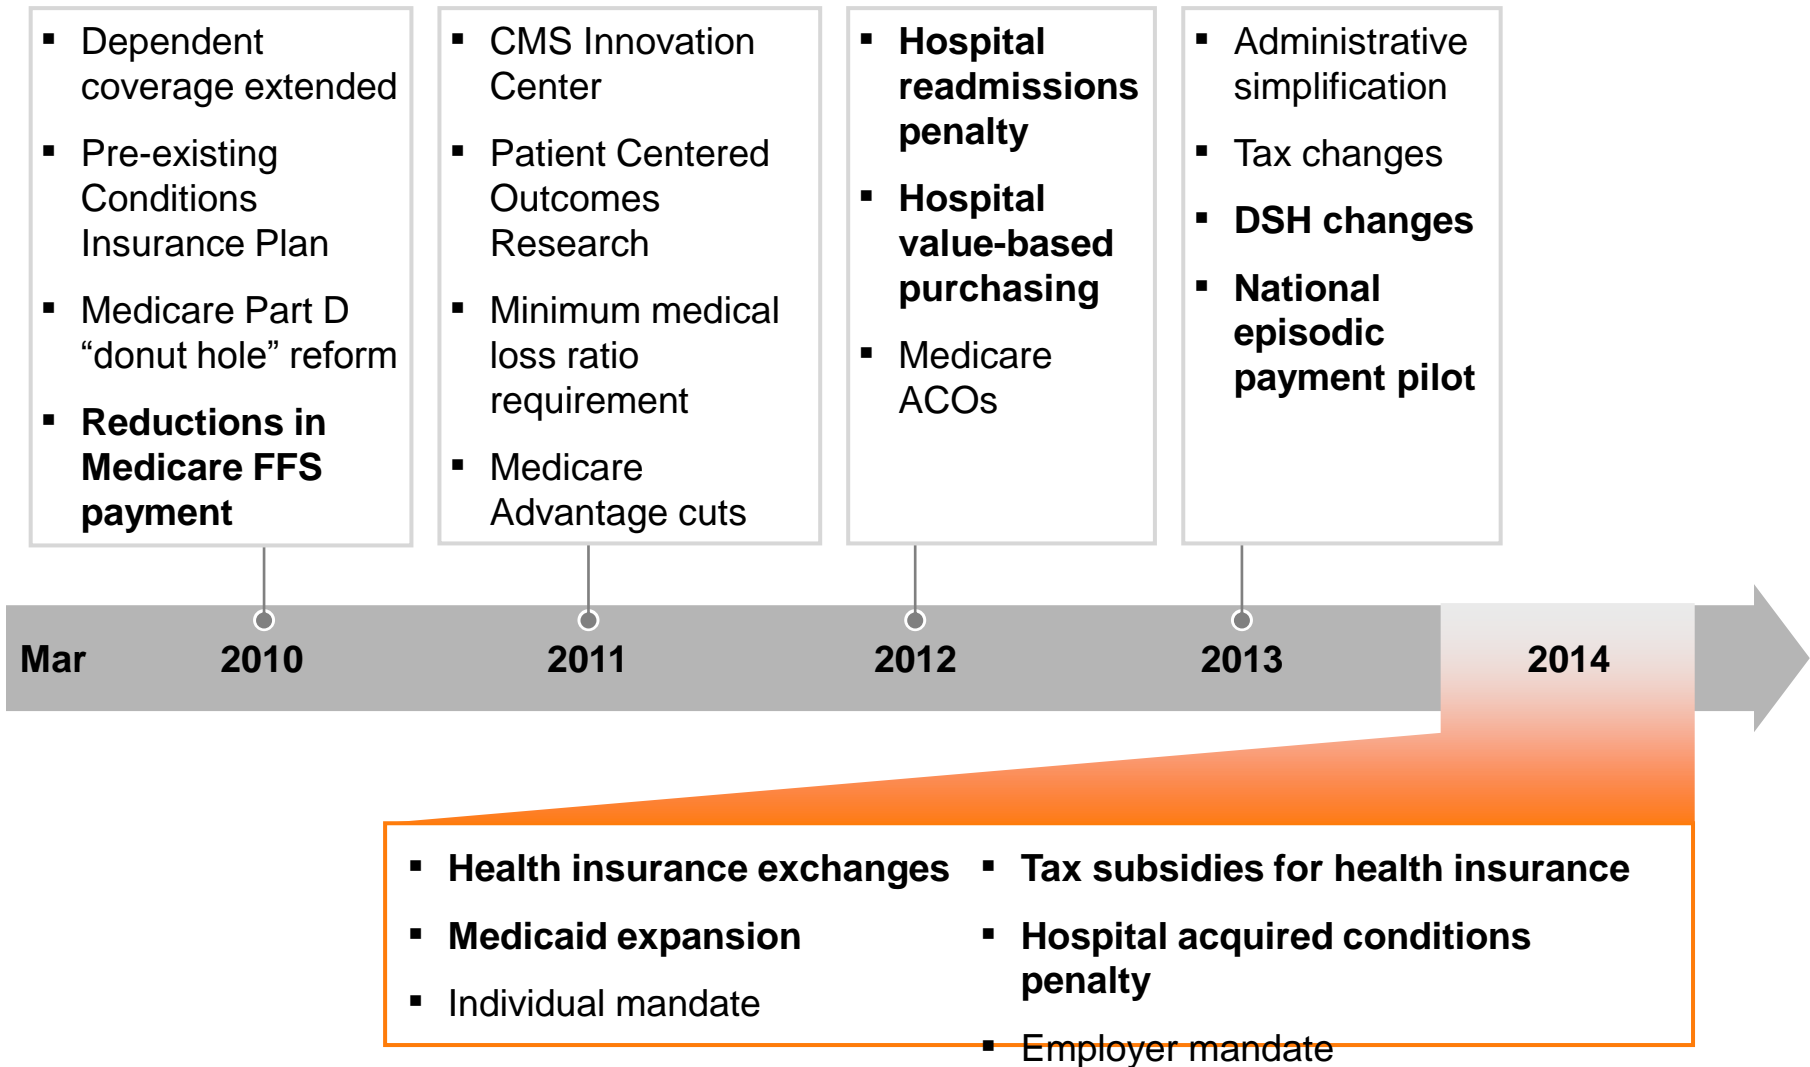 ▪ Dependent
coverage extended
▪ Pre-existing
Conditions
Insurance Plan
▪ Medicare Part D
“donut hole” reform
▪ Reductions in
Medicare FFS
payment
▪ CMS Innovation
Center
▪ Patient Centered
Outcomes
Research
▪ Minimum medical
loss ratio
requirement
▪ Medicare
Advantage cuts
▪ Hospital
readmissions
penalty
▪ Hospital
value-based
purchasing
▪ Medicare
ACOs
▪ Administrative
simplification
▪ Tax changes
▪ DSH changes
▪ National
episodic
payment pilot
Mar 2010 2011 2012 2013 2014
▪ Health insurance exchanges
▪ Medicaid expansion
▪ Individual mandate
▪ Tax subsidies for health insurance
▪ Hospital acquired conditions
penalty
▪ Employer mandate